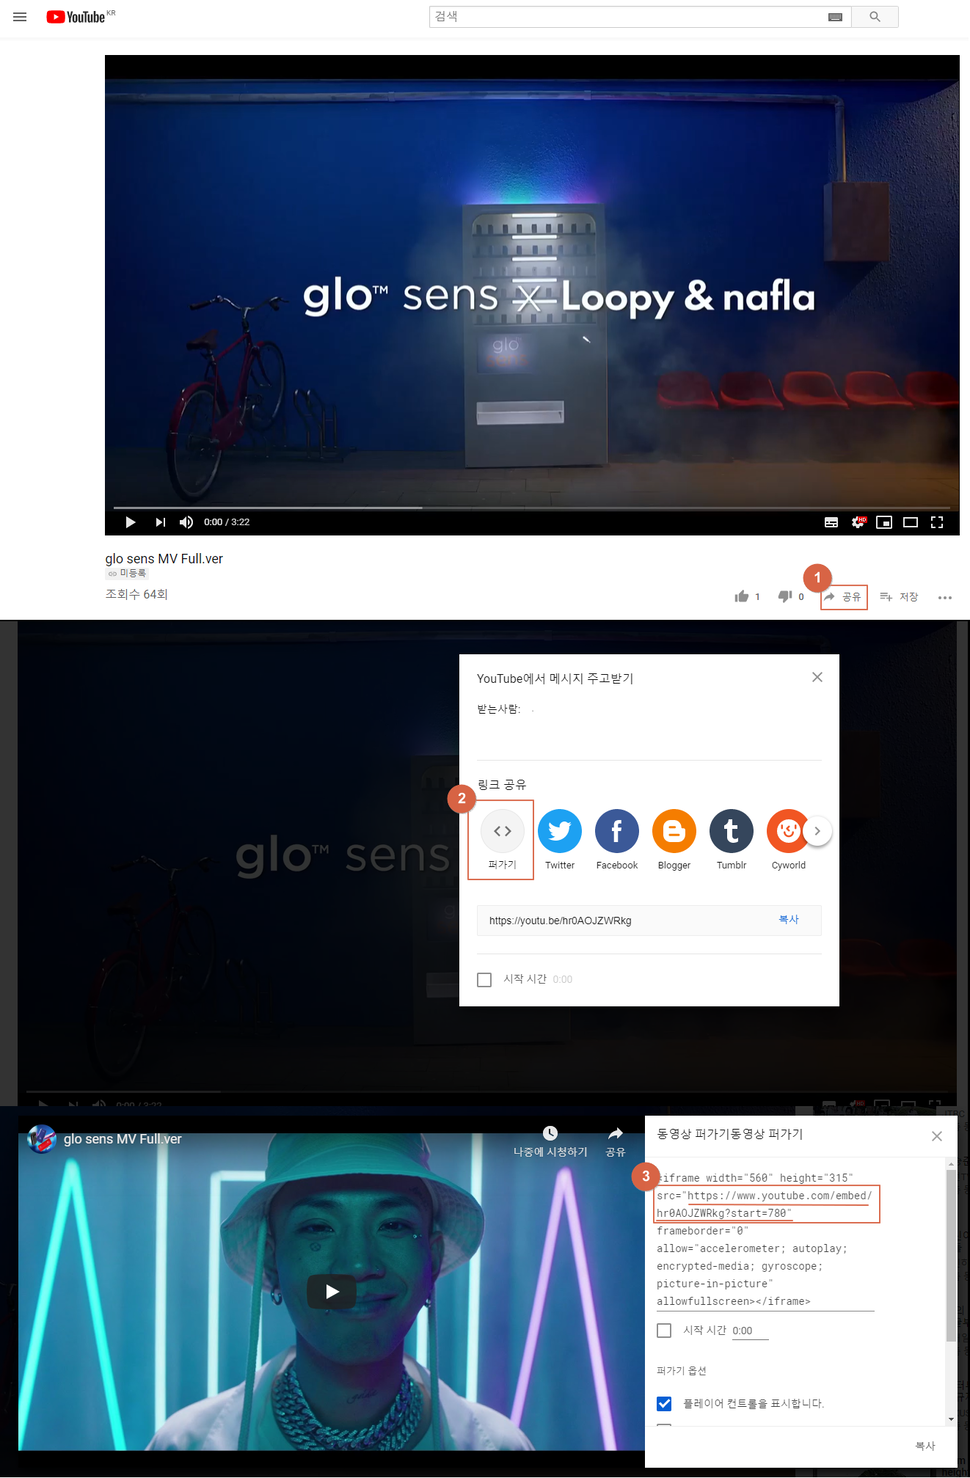 YouTube KR
검색
glo™ sens x Loopy & nafla
glo
0:00 / 3:22
HD
glo sens MV Full.ver
미등록
조회수 64회
1
0
1
공유
저장
YouTube에서 메시지 주고받기
받는사람:
링크 공유
2
퍼가기
Twitter
Facebook
Blogger
Tumblr
Cyworld
https://youtu.be/hr0AOJZWRkg
복사
시작 시간 0:00
glo™ sens
0:00 / 3:22
glo sens MV Full.ver
나중에 시청하기
공유
동영상 퍼가기동영상 퍼가기
3
<iframe width="560" height="315"
src="https://www.youtube.com/embed/
hr0AOJZWRkg?start=780"
frameborder="0"
allow="accelerometer; autoplay;
encrypted-media; gyroscope;
picture-in-picture"
allowfullscreen></iframe>
시작 시간 0:00
퍼가기 옵션
플레이어 컨트롤을 표시합니다.
복사